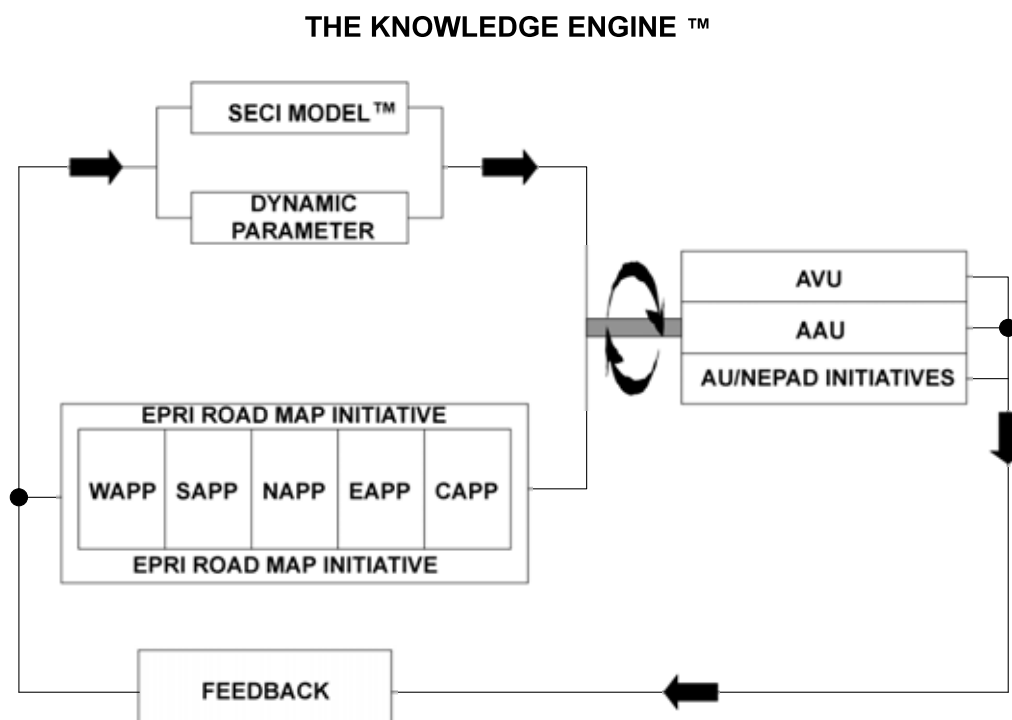 THE KNOWLEDGE ENGINE ™
SECI MODEL™
DYNAMIC
PARAMETER
AVU
AAU
AU/NEPAD INITIATIVES
EPRI ROAD MAP INITIATIVE
WAPP SAPP NAPP EAPP CAPP
EPRI ROAD MAP INITIATIVE
FEEDBACK